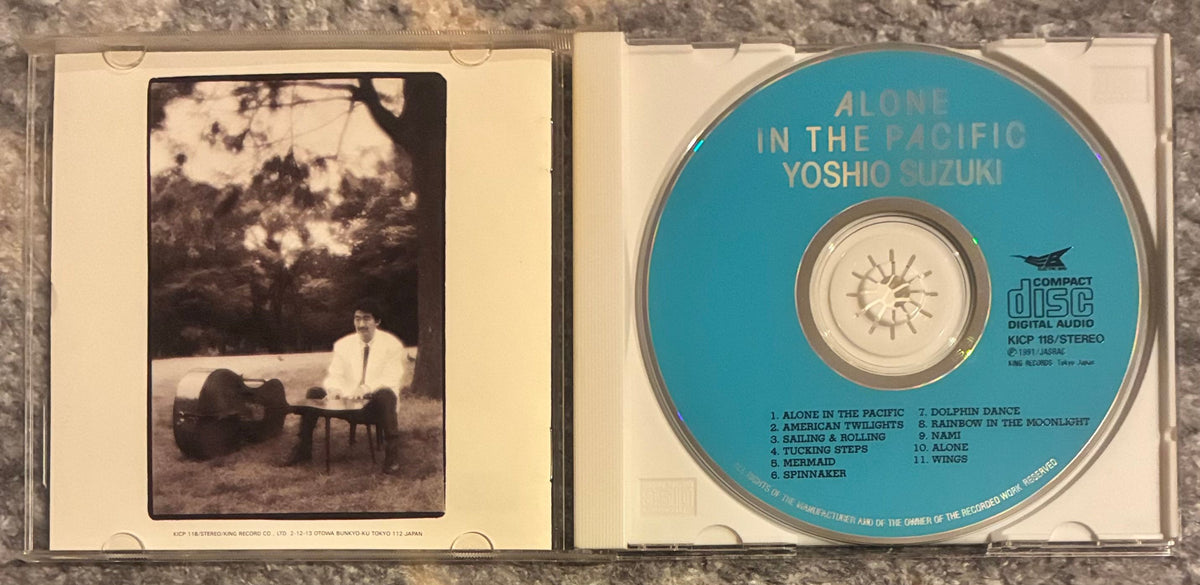 KICP 118/STEREO/KING RECORD CO., LTD. 2-12-13 OTOWA BUNKYO-KU TOKYO 112 JAPAN
ALONE
IN THE PACIFIC
YOSHIO SUZUKI
COMPACT
disc
DIGITAL AUDIO
KICP 118/STEREO
Ⓟ1991/JASRAC
KING RECORDS Tokyo Japan
1. ALONE IN THE PACIFIC
2. AMERICAN TWILIGHTS
3. SAILING & ROLLING
4. TUCKING STEPS
5. MERMAID
6. SPINNAKER
7. DOLPHIN DANCE
8. RAINBOW IN THE MOONLIGHT
9. NAMI
10. ALONE
11. WINGS
ALL RIGHTS OF THE MANUFACTURER AND OF THE OWNER OF THE RECORDED WORK RESERVED